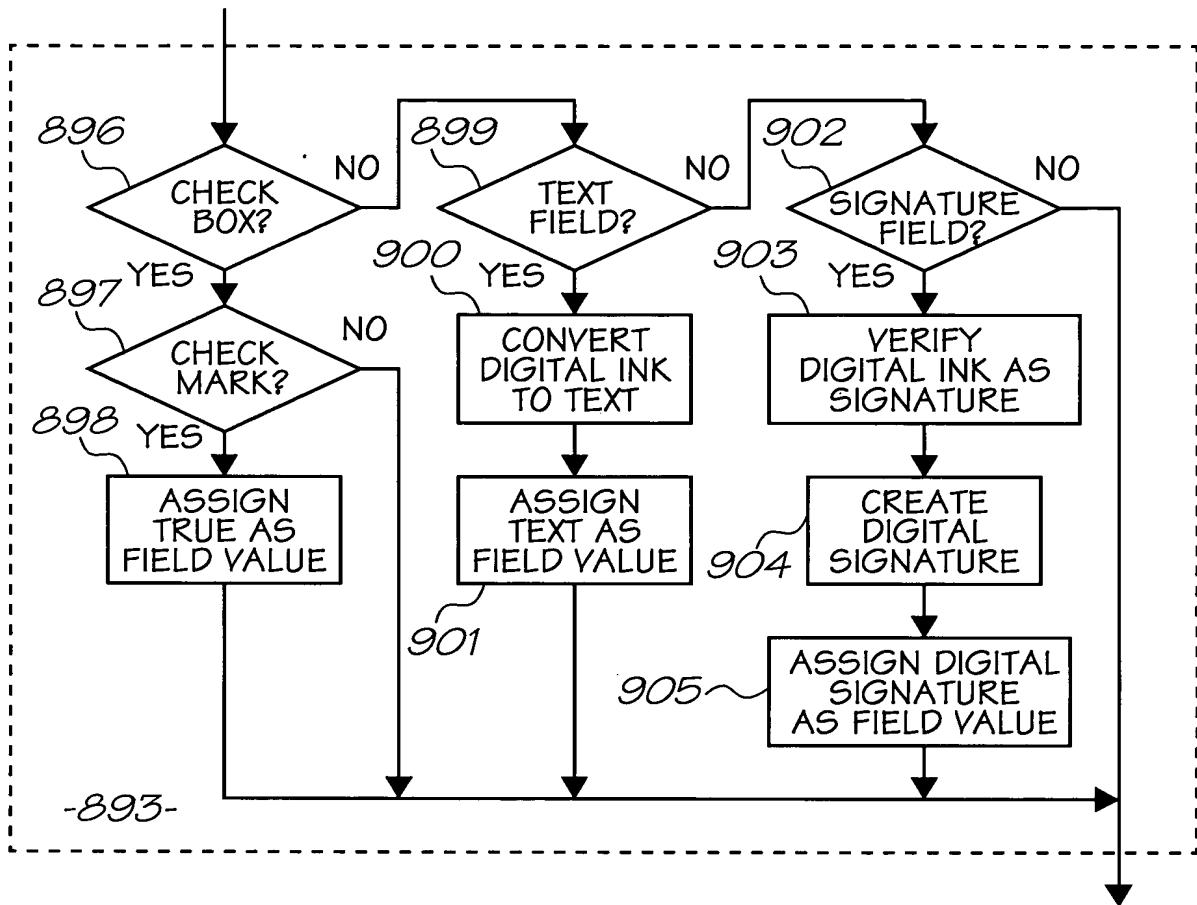 896
CHECK
BOX?
NO
YES
899
TEXT
FIELD?
NO
YES
902
SIGNATURE
FIELD?
NO
YES
897
CHECK
MARK?
NO
YES
900
CONVERT
DIGITAL INK
TO TEXT
903
VERIFY
DIGITAL INK AS
SIGNATURE
898
ASSIGN
TRUE AS
FIELD VALUE
ASSIGN
TEXT AS
FIELD VALUE
901
CREATE
DIGITAL
SIGNATURE
904
ASSIGN DIGITAL
SIGNATURE
AS FIELD VALUE
905
-893-